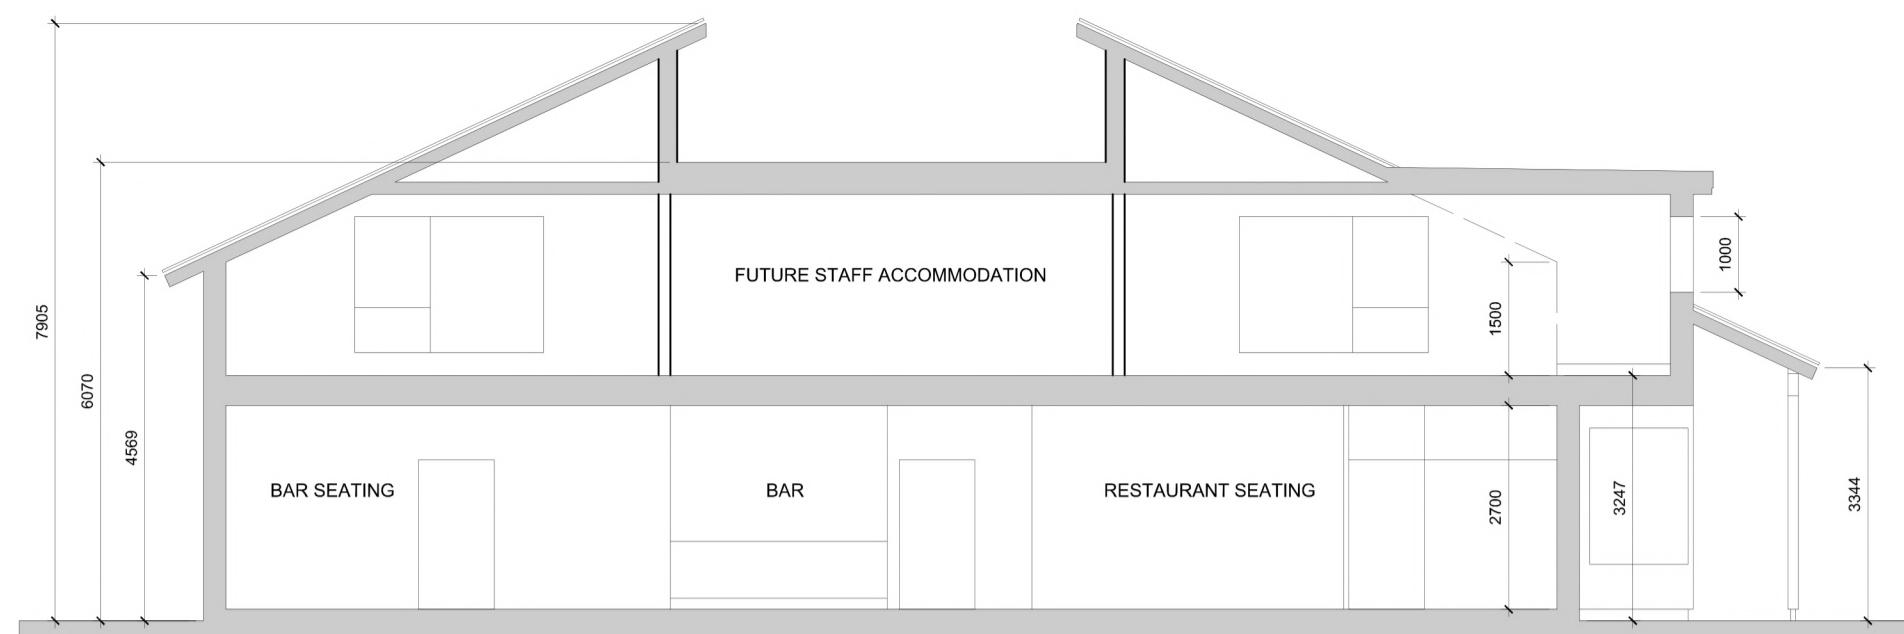 7905
6070
4569
FUTURE STAFF ACCOMMODATION
1500
1000
BAR SEATING
BAR
RESTAURANT SEATING
2700
3247
3344